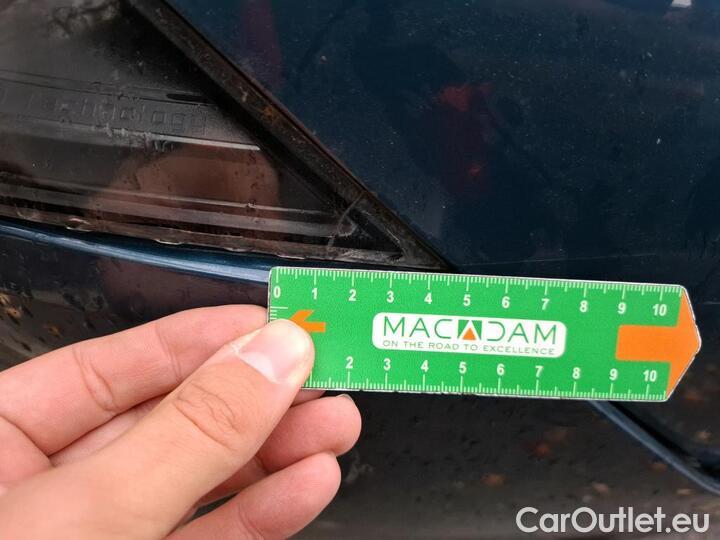 technology
0 1 2 3 4 5 6 7 8 9 10
MACADAM
ON THE ROAD TO EXCELLENCE
2 3 4 5 6 7 8 9 10
CarOutlet.eu